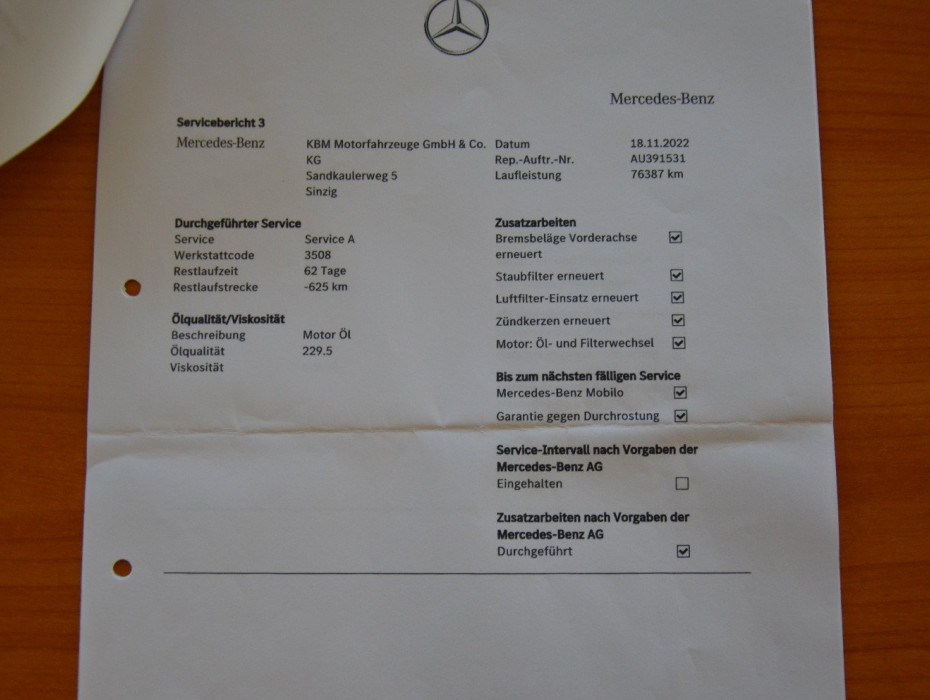 Mercedes-Benz
Servicebericht 3
Mercedes-Benz
KBM Motorfahrzeuge GmbH & Co.
KG
Sandkaulerweg 5
Sinzig
Datum 18.11.2022
Rep.-Auftr.-Nr. AU391531
Laufleistung 76387 km
Durchgeführter Service
Service Service A
Werkstattcode 3508
Restlaufzeit 62 Tage
Restlaufstrecke -625 km
Ölqualität/Viskosität
Beschreibung Motor Öl
Ölqualität 229.5
Viskosität
Zusatzarbeiten
Bremsbeläge Vorderachse
erneuert
Staubfilter erneuert
Luftfilter-Einsatz erneuert
Zündkerzen erneuert
Motor: Öl- und Filterwechsel
Bis zum nächsten fälligen Service
Mercedes-Benz Mobilo
Garantie gegen Durchrostung
Service-Intervall nach Vorgaben der
Mercedes-Benz AG
Eingehalten
Zusatzarbeiten nach Vorgaben der
Mercedes-Benz AG
Durchgeführt